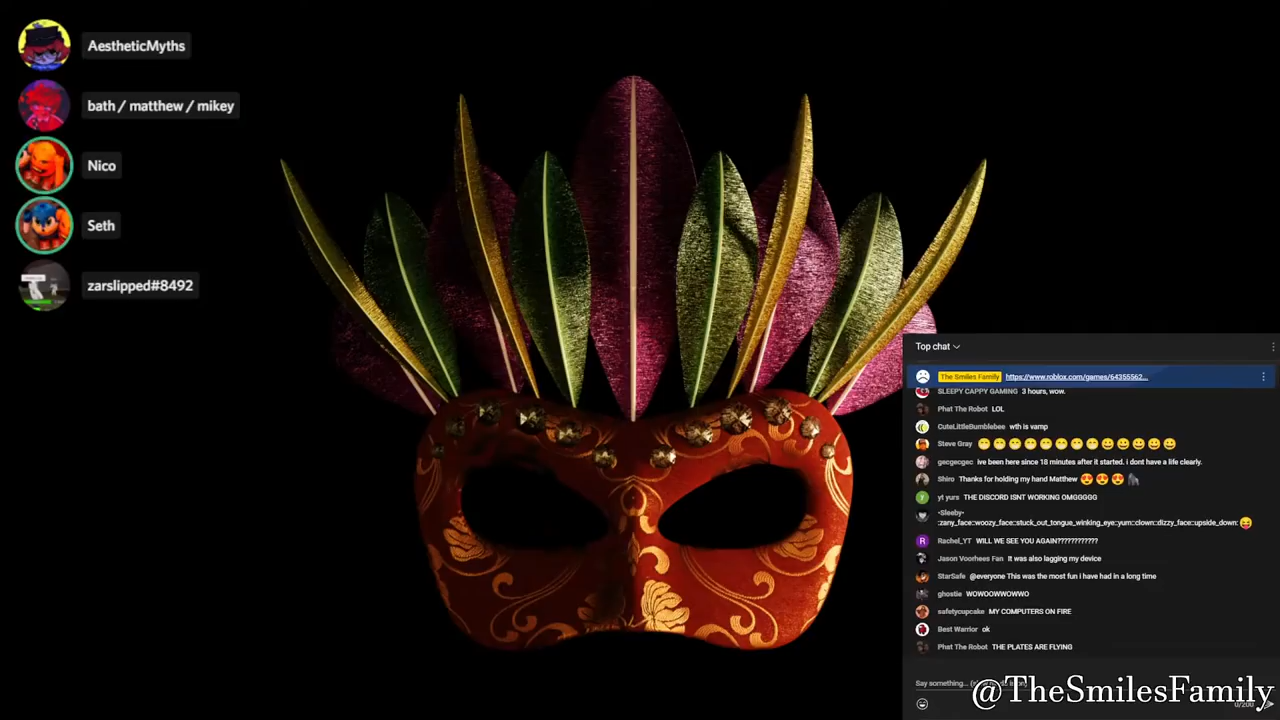 AestheticMyths
bath / matthew / mikey
Nico
Seth
zarslipped#8492
Top chat
The Smiles Family https://www.roblox.com/games/64355562...
SLEEPY CAPPY GAMING 3 hours, wow.
Phat The Robot LOL
CuteLittleBumblebee wth is vamp
Steve Gray
gecgecgec ive been here since 18 minutes after it started. i dont have a life clearly.
Shiro Thanks for holding my hand Matthew
yt yurs THE DISCORD ISNT WORKING OMGGGGG
•Sleeby•
:zany_face::woozy_face::stuck_out_tongue_winking_eye::yum::clown::dizzy_face::upside_down:
Rachel_YT WILL WE SEE YOU AGAIN????????????
Jason Voorhees Fan It was also lagging my device
StarSafe @everyone This was the most fun i have had in a long time
ghostie WOWOOWWOWWO
safetycupcake MY COMPUTERS ON FIRE
Best Warrior ok
Phat The Robot THE PLATES ARE FLYING
Say something...
@TheSmilesFamily
0/200